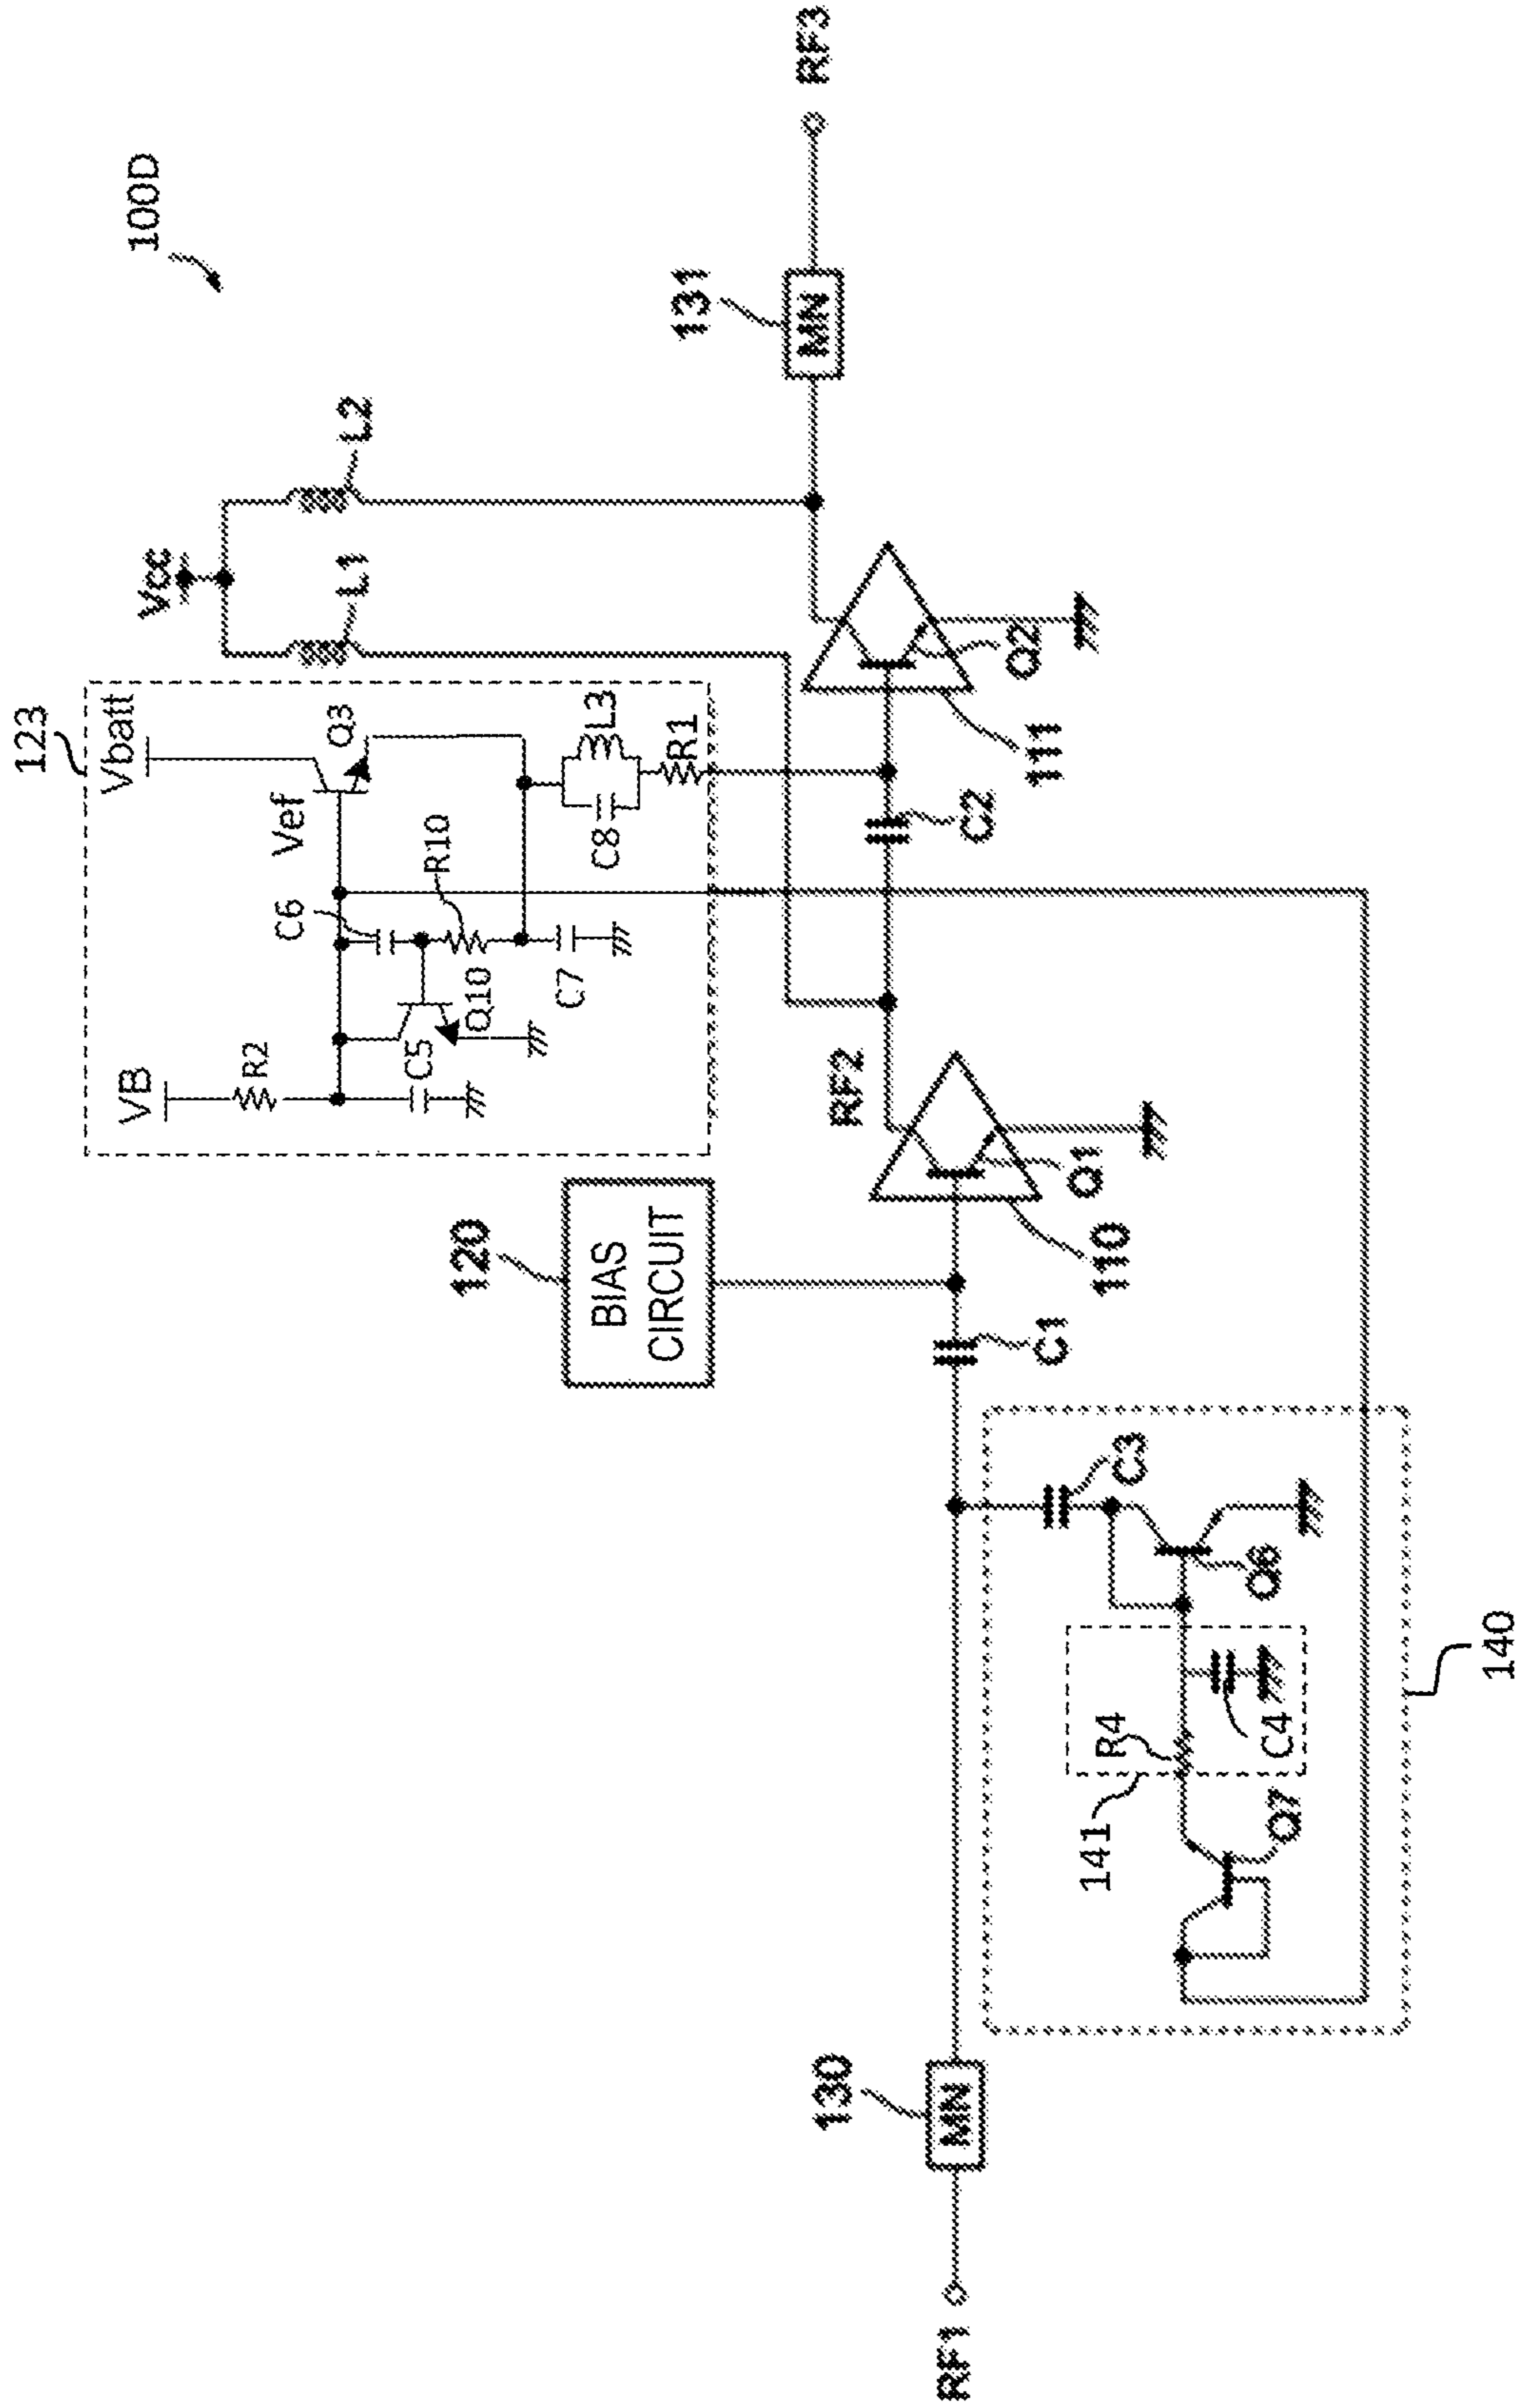 100D
123
Vbatt
Vef
Q3
VB
R2
C6
R10
Q10
C5
C7
C8
L3
R1
Vcc
L1
L2
131
MN
RF3
120
BIAS
CIRCUIT
RF2
C2
111
Q2
Q1
110
C1
130
MN
RF1
C3
Q6
R4
C4
141
Q7
140